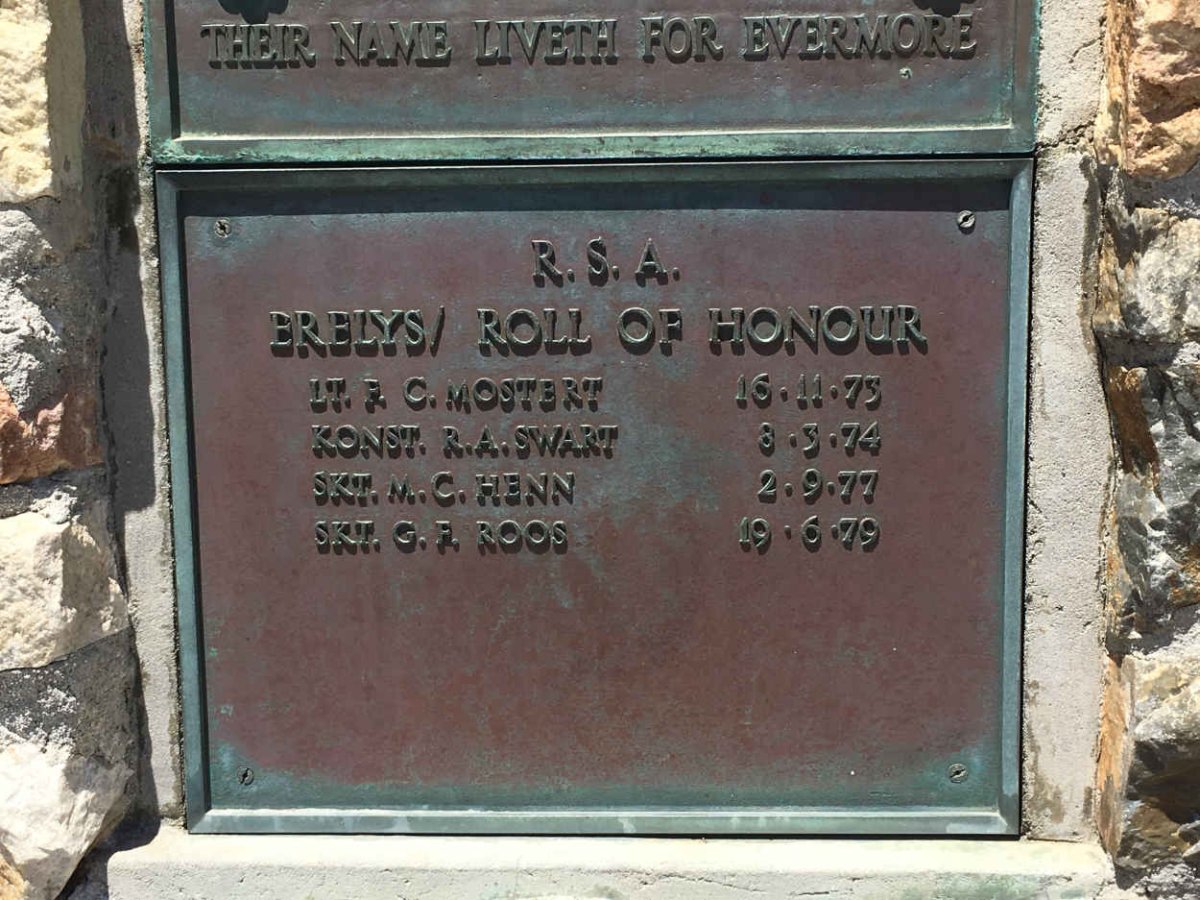 THEIR NAME LIVETH FOR EVERMORE
R.S.A.
ERELYS/ ROLL OF HONOUR
LT. F. C. MOSTERT 16·11·73
KONST. R.A. SWART 8·3·74
SKT. M.C. HENN 2·9·77
SKT. G.F. ROOS 19·6·79